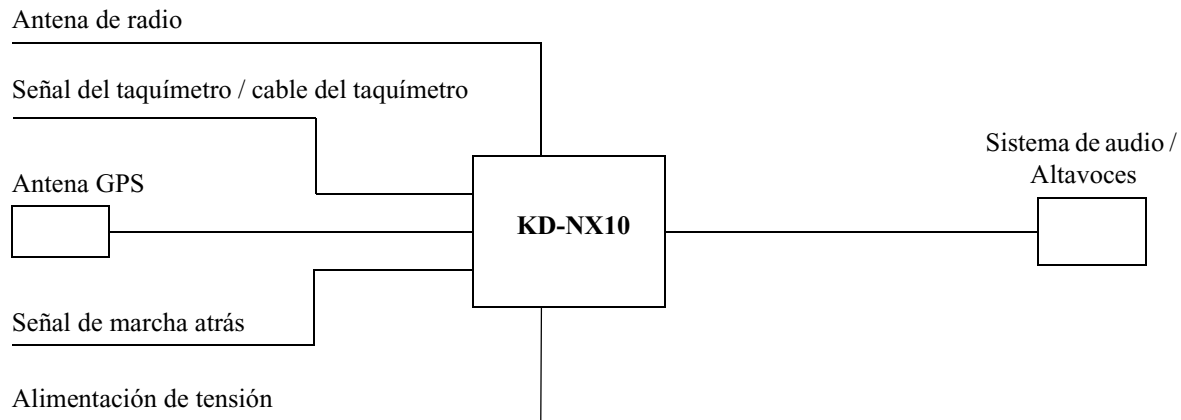 Antena de radio
Señal del taquímetro / cable del taquímetro
Sistema de audio /
Altavoces
Antena GPS
KD-NX10
Señal de marcha atrás
Alimentación de tensión